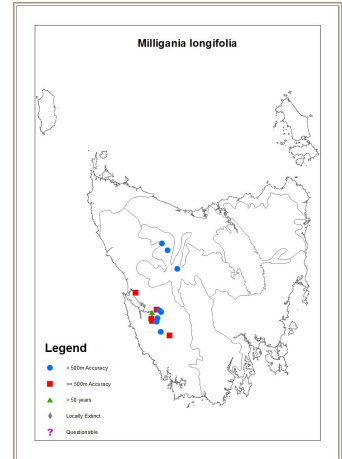 Milligania longifolia
Legend
< 500m Accuracy
>= 500m Accuracy
> 50 years
Locally Extinct
? Questionable